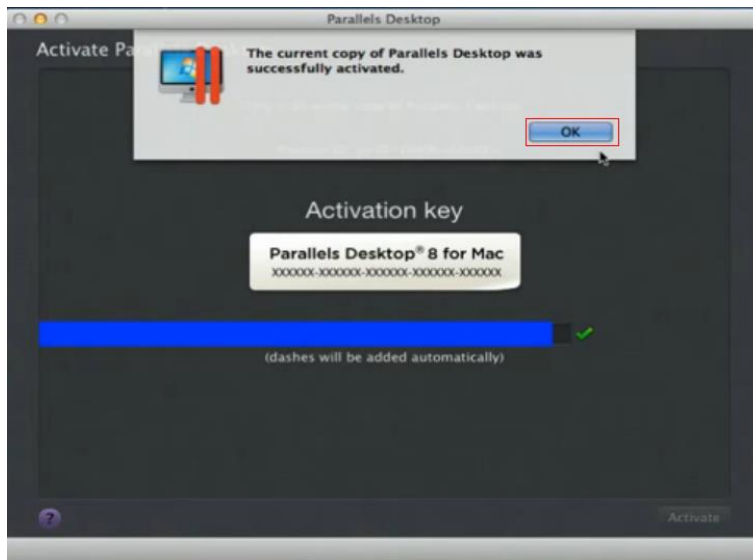 Parallels Desktop
Activate Pa
The current copy of Parallels Desktop was
successfully activated.
OK
Activation key
Parallels Desktop® 8 for Mac
XXXXXX-XXXXXX-XXXXXX-XXXXXX-XXXXXX
(dashes will be added automatically)
?
Activate